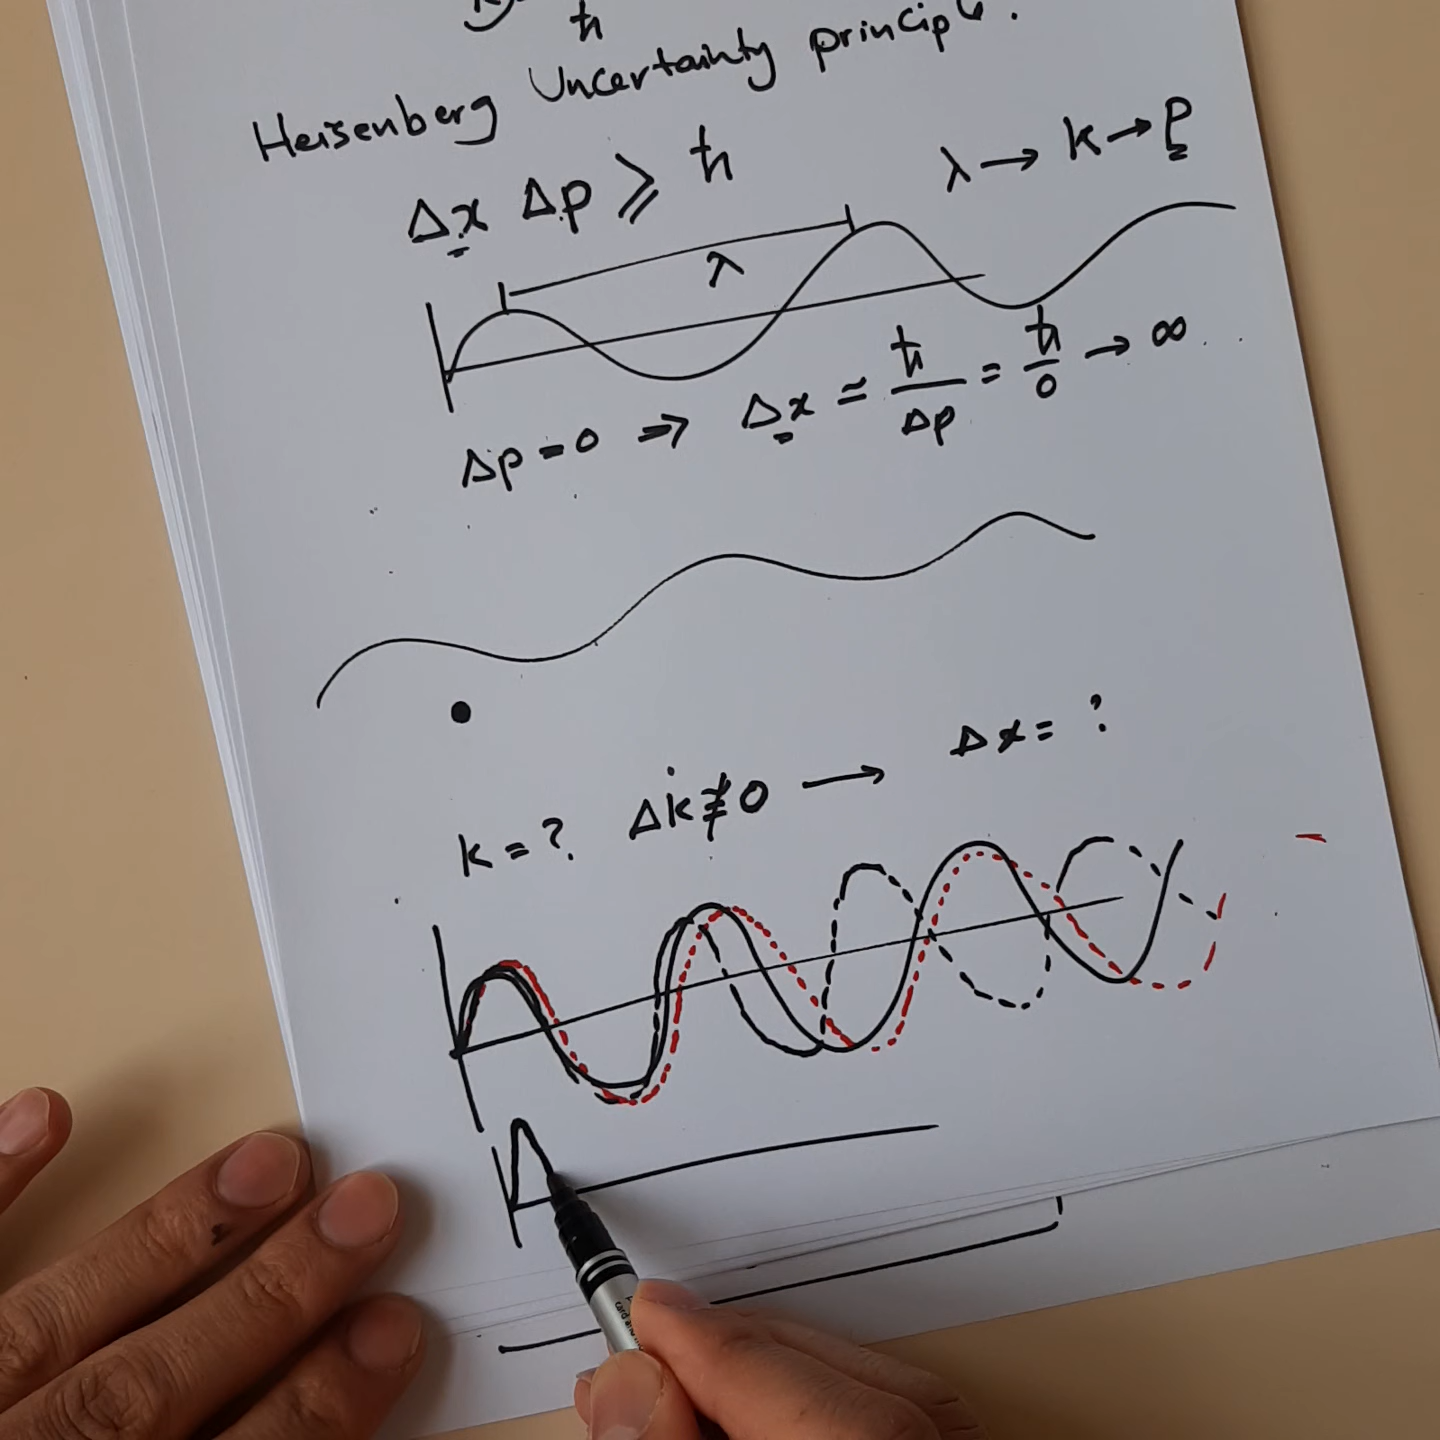 ħ
Heisenberg Uncertainty principle.
Δx Δp ≥ ħ
λ → k → p
λ
Δp = 0 ⇒ Δx ≃ ħ/Δp = ħ/0 → ∞
k = ? Δk ≠ 0 → Δx = ?